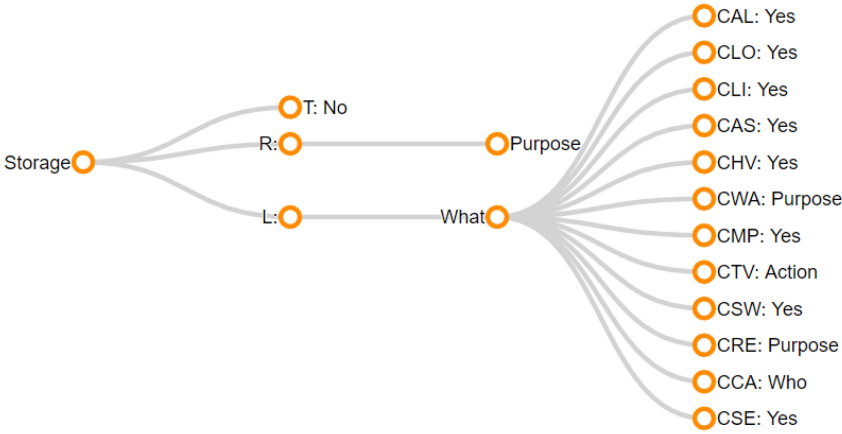 Storage
T: No
R:
L:
Purpose
What
CAL: Yes
CLO: Yes
CLI: Yes
CAS: Yes
CHV: Yes
CWA: Purpose
CMP: Yes
CTV: Action
CSW: Yes
CRE: Purpose
CCA: Who
CSE: Yes